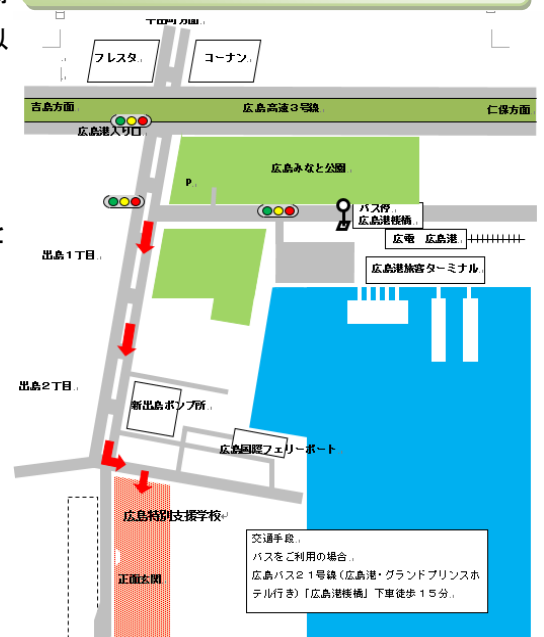 以
宇品町方面
フレスタ
コーナン
吉島方面
広島高速3号線
仁保方面
広島港入り口
広島みなと公園
P
バス停
広島港桟橋
広電 広島港
出島1丁目
広島港旅客ターミナル
出島2丁目
新出島ポンプ所
広島国際フェリーポート
広島特別支援学校
正面玄関
交通手段
バスをご利用の場合
広島バス21号線(広島港・グランドプリンスホ
テル行き)「広島港桟橋」下車徒歩15分